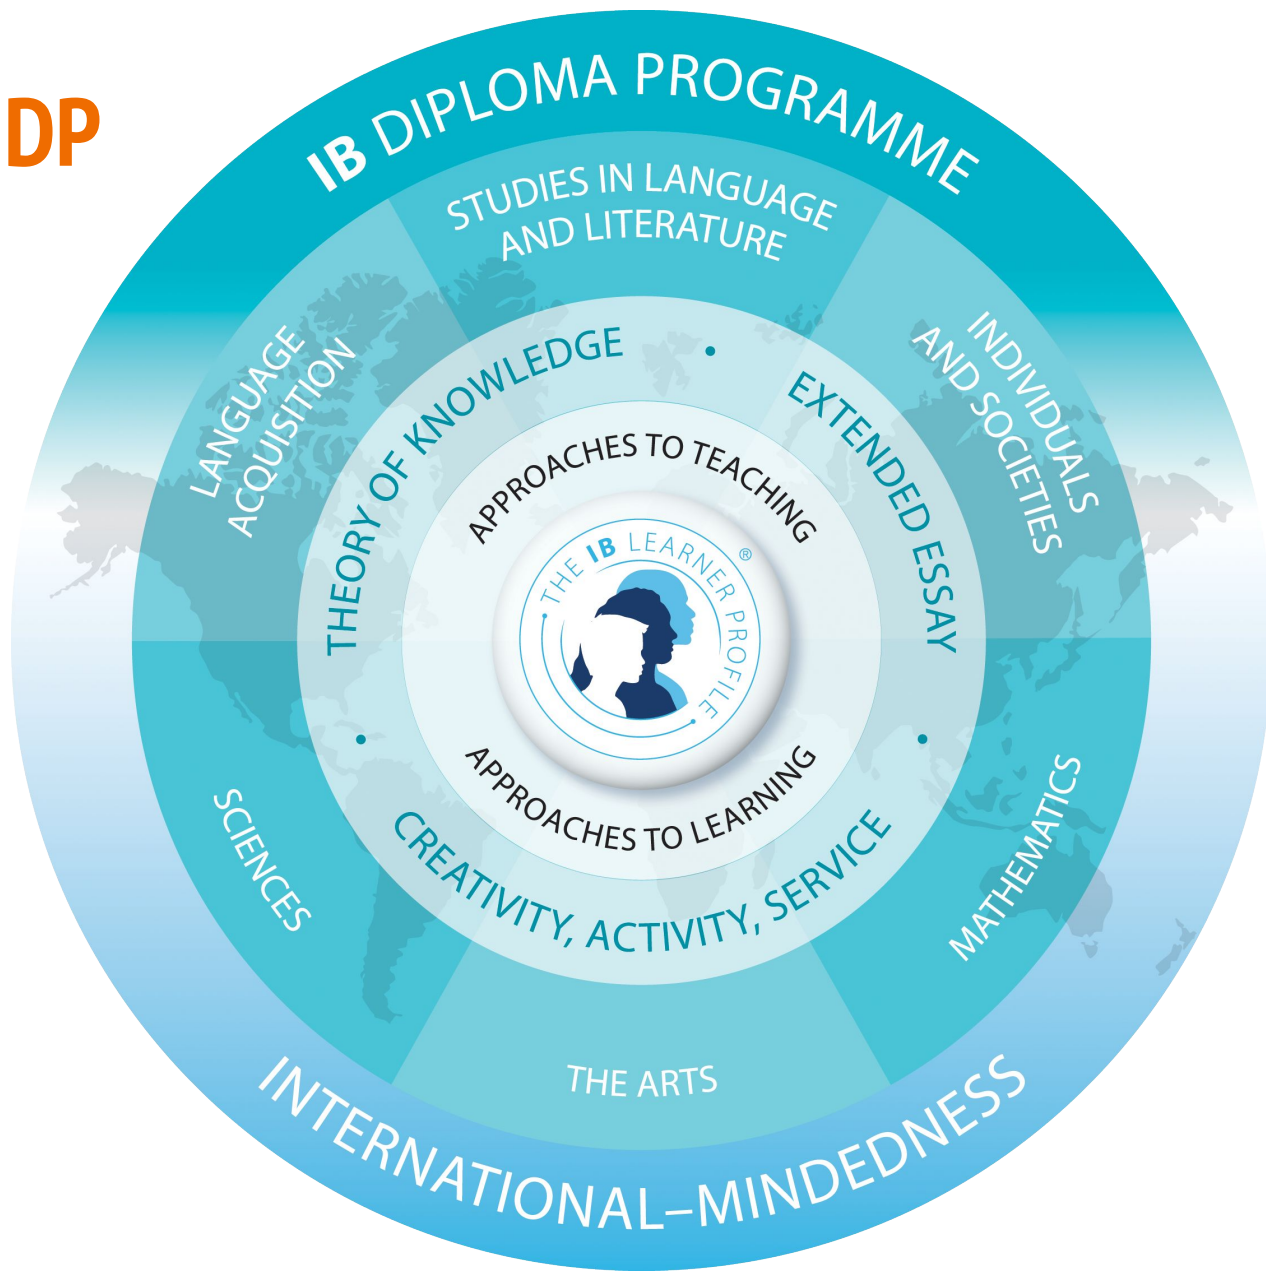 DP
IB DIPLOMA PROGRAMME
STUDIES IN LANGUAGE
AND LITERATURE
LANGUAGE
ACQUISITION
INDIVIDUALS
AND SOCIETIES
THEORY OF KNOWLEDGE
•
EXTENDED ESSAY
APPROACHES TO TEACHING
THE IB LEARNER PROFILE ®
APPROACHES TO LEARNING
•
CREATIVITY, ACTIVITY, SERVICE
•
SCIENCES
MATHEMATICS
THE ARTS
INTERNATIONAL–MINDEDNESS